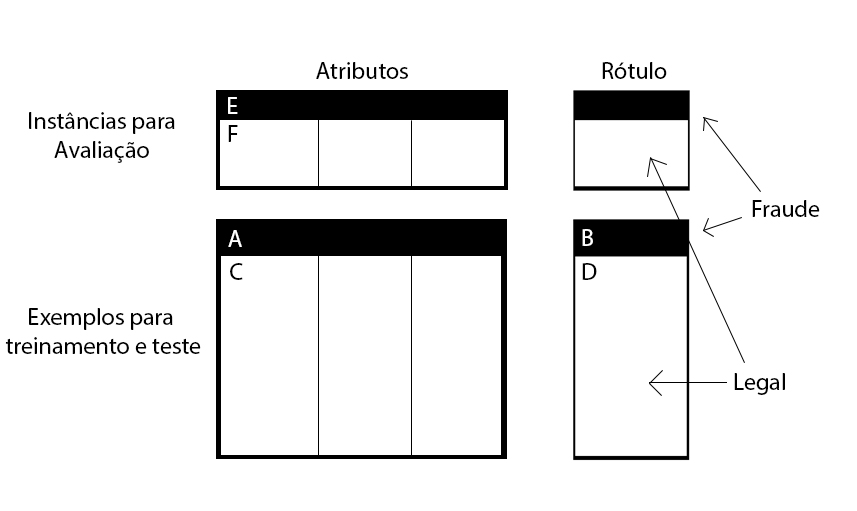 Atributos
Rótulo
Instâncias para
Avaliação
E
F
Fraude
A
B
C
D
Exemplos para
treinamento e teste
Legal